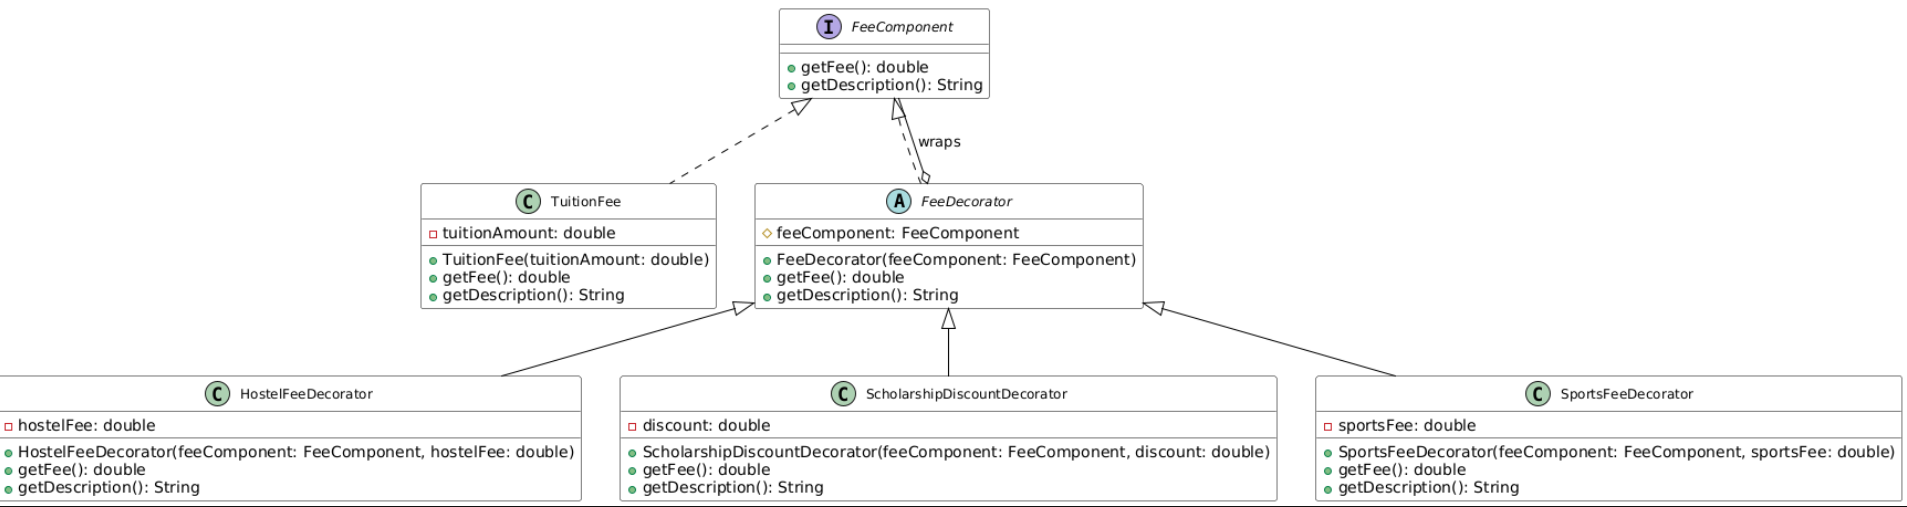 I FeeComponent
getFee(): double
getDescription(): String
wraps
C TuitionFee
tuitionAmount: double
TuitionFee(tuitionAmount: double)
getFee(): double
getDescription(): String
A FeeDecorator
feeComponent: FeeComponent
FeeDecorator(feeComponent: FeeComponent)
getFee(): double
getDescription(): String
C HostelFeeDecorator
hostelFee: double
HostelFeeDecorator(feeComponent: FeeComponent, hostelFee: double)
getFee(): double
getDescription(): String
C ScholarshipDiscountDecorator
discount: double
ScholarshipDiscountDecorator(feeComponent: FeeComponent, discount: double)
getFee(): double
getDescription(): String
C SportsFeeDecorator
sportsFee: double
SportsFeeDecorator(feeComponent: FeeComponent, sportsFee: double)
getFee(): double
getDescription(): String